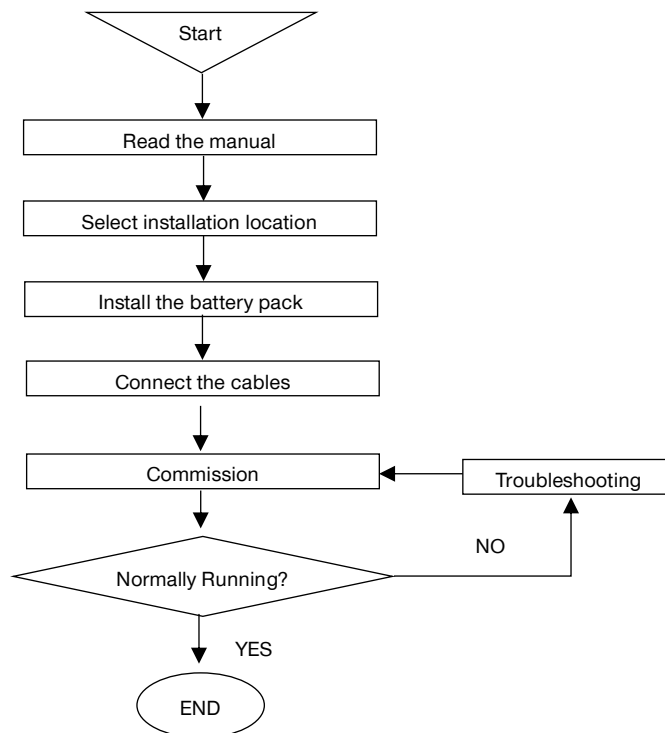 Start
Read the manual
Select installation location
Install the battery pack
Connect the cables
Commission
Troubleshooting
NO
Normally Running?
YES
END